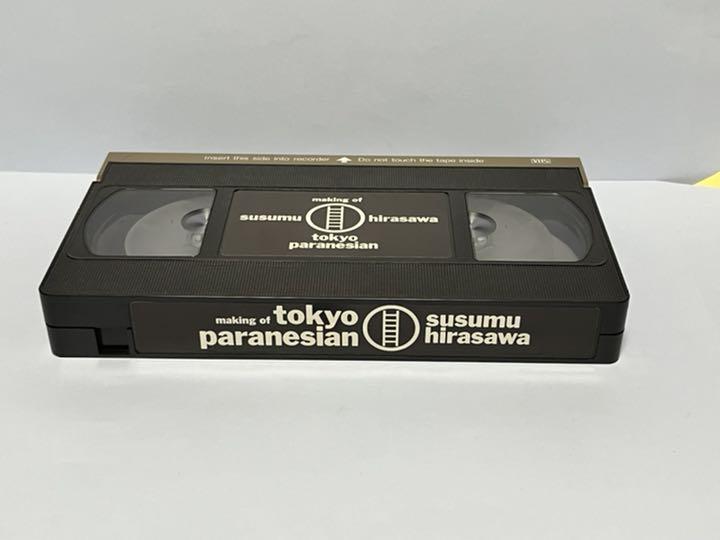 Insert this side into recorder Do not touch the tape inside VHS
making of
susumu hirasawa
tokyo
paranesian
making of tokyo
paranesian
susumu
hirasawa